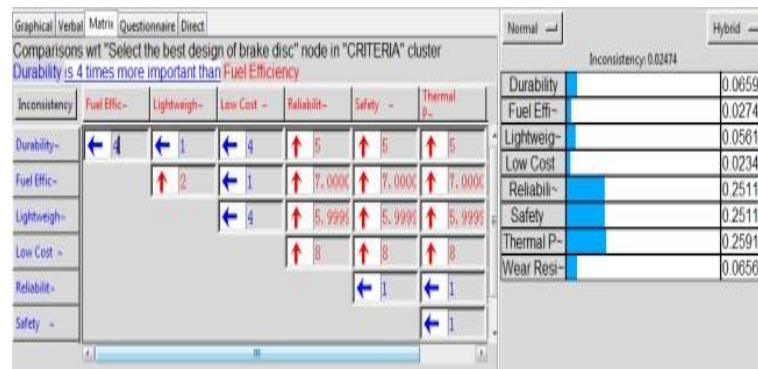 Graphical Verbal Matrix Questionnaire Direct
Comparisons wrt "Select the best design of brake disc" node in "CRITERIA" cluster
Durability is 4 times more important than Fuel Efficiency
Inconsistency Fuel Effic~ Lightweigh~ Low Cost ~ Reliabilit~ Safety ~ Thermal P~
Durability~ 4 1 4 5 5 5
Fuel Effic~ 2 1 7.000( 7.000( 7.000(
Lightweigh~ 4 5.9999 5.9999 5.9999
Low Cost ~ 8 8 8
Reliabilit~ 1 1
Safety ~ 1
Normal Hybrid
Inconsistency: 0.02474
Durability 0.0659
Fuel Effi~ 0.0274
Lightweig~ 0.0561
Low Cost 0.0234
Reliabili~ 0.2511
Safety 0.2511
Thermal P~ 0.2591
Wear Resi~ 0.0656